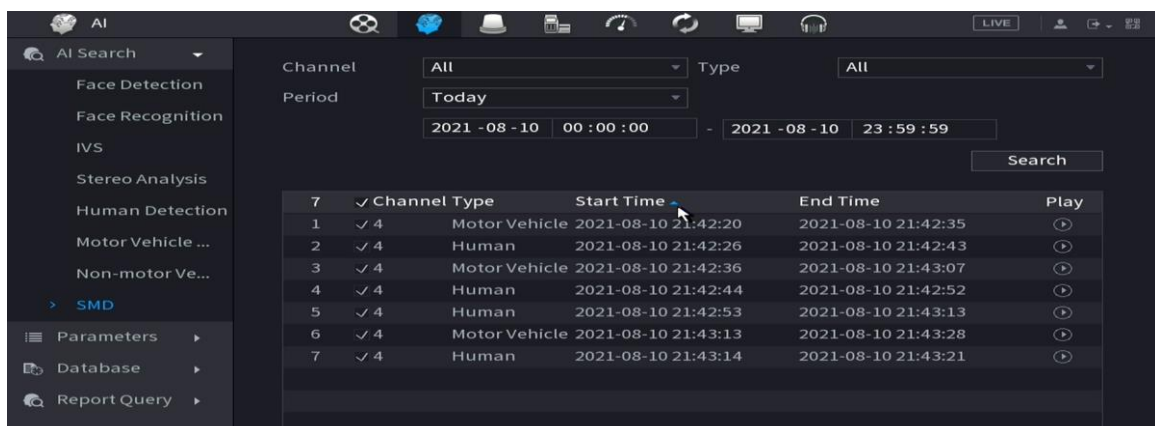 AI LIVE
AI Search
Face Detection
Face Recognition
IVS
Stereo Analysis
Human Detection
Motor Vehicle ...
Non-motor Ve...
> SMD
Parameters
Database
Report Query
Channel All Type All
Period Today
2021 -08 -10 00 : 00 : 00 - 2021 -08 -10 23 : 59 : 59
Search
7 Channel Type Start Time End Time Play
1 4 Motor Vehicle 2021-08-10 21:42:20 2021-08-10 21:42:35
2 4 Human 2021-08-10 21:42:26 2021-08-10 21:42:43
3 4 Motor Vehicle 2021-08-10 21:42:36 2021-08-10 21:43:07
4 4 Human 2021-08-10 21:42:44 2021-08-10 21:42:52
5 4 Human 2021-08-10 21:42:53 2021-08-10 21:43:13
6 4 Motor Vehicle 2021-08-10 21:43:13 2021-08-10 21:43:28
7 4 Human 2021-08-10 21:43:14 2021-08-10 21:43:21